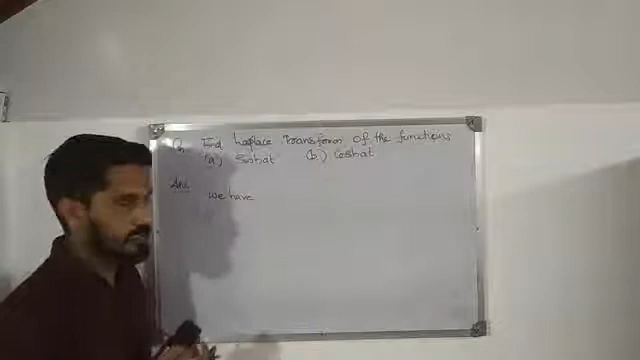 Q. Find Laplace Transform of the functions
(a) Sinhat (b.) Coshat
Ans
we have